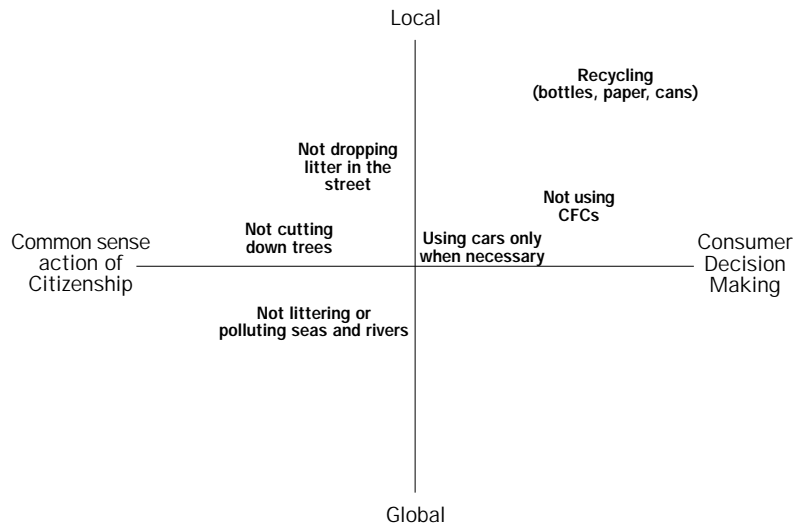 Local
Recycling
(bottles, paper, cans)
Not dropping
litter in the
street
Not using
CFCs
Not cutting
down trees
Using cars only
when necessary
Common sense
action of
Citizenship
Consumer
Decision
Making
Not littering or
polluting seas and rivers
Global